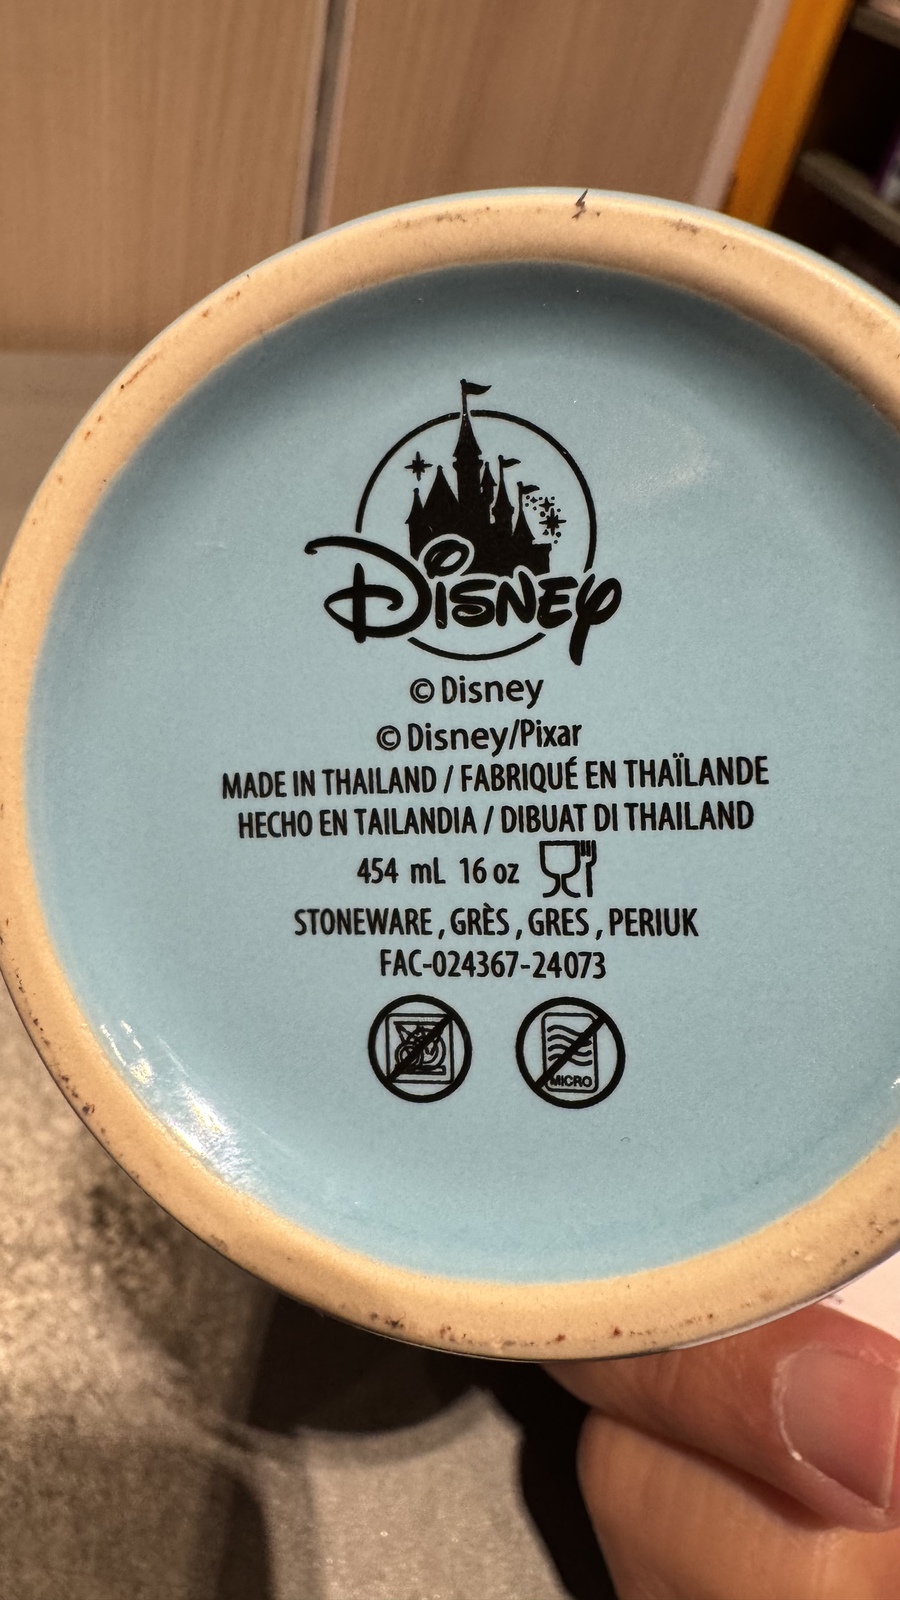 Disney
© Disney
© Disney/Pixar
MADE IN THAILAND / FABRIQUÉ EN THAÏLANDE
HECHO EN TAILANDIA / DIBUAT DI THAILAND
454 mL 16 oz
STONEWARE , GRÈS , GRES , PERIUK
FAC-024367-24073
MICRO